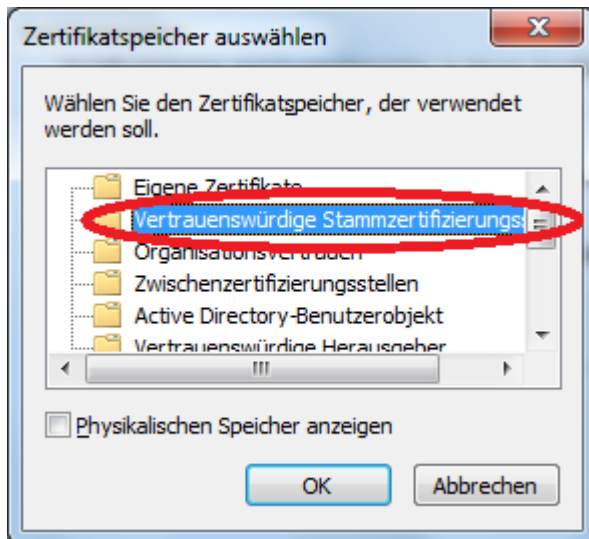 Zertifikatspeicher auswählen
Wählen Sie den Zertifikatspeicher, der verwendet
werden soll.
Eigene Zertifikate
Vertrauenswürdige Stammzertifizierungss
Organisationsvertrauen
Zwischenzertifizierungsstellen
Active Directory-Benutzerobjekt
Vertrauenswürdige Herausgeber
Physikalischen Speicher anzeigen
OK
Abbrechen